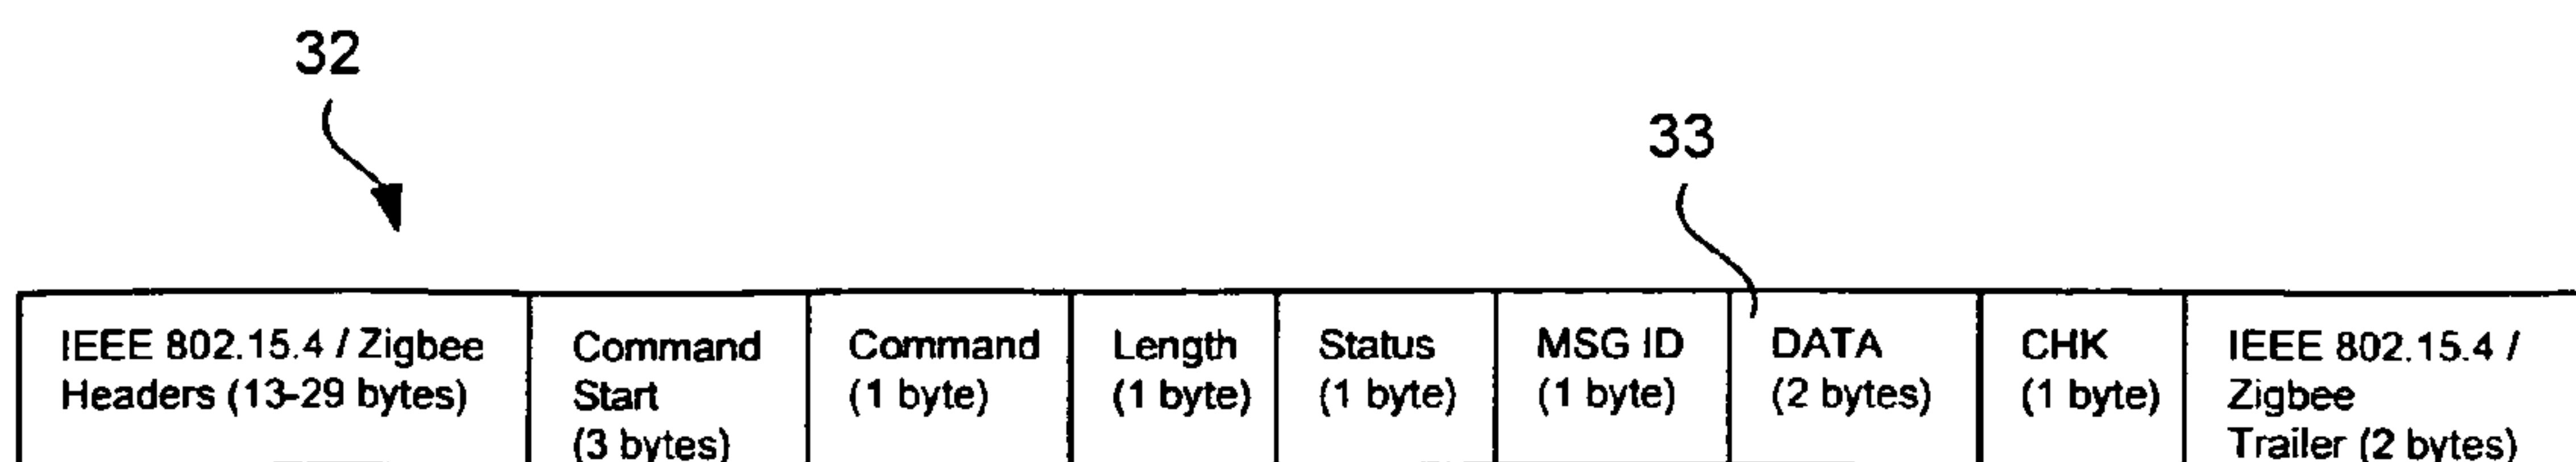 32
33
IEEE 802.15.4 / Zigbee
Headers (13-29 bytes)
Command
Start
(3 bytes)
Command
(1 byte)
Length
(1 byte)
Status
(1 byte)
MSG ID
(1 byte)
DATA
(2 bytes)
CHK
(1 byte)
IEEE 802.15.4 /
Zigbee
Trailer (2 bytes)